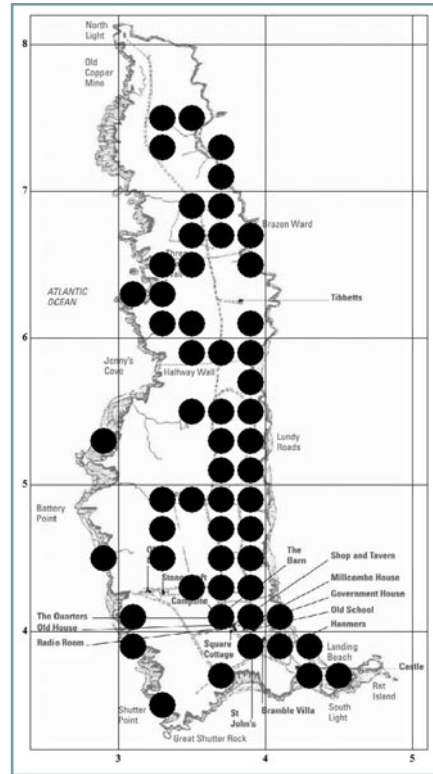 North
Light
8
Old
Copper
Mine
7
Brazen Ward
ATLANTIC
OCEAN
Tibbetts
6
Jenny's
Cove
Halfway Wall
Lundy
Roads
5
Battery
Point
The
Barn
Shop and Tavern
Millcombe House
Government House
The Quarters
Old House
Old School
Hanmers
Radio Room
Square
Cottage
Landing
Beach
Castle
Rat
Island
4
Shutter
Point
St
John's
Bramble Villa
South
Light
Great Shutter Rock
3
4
5